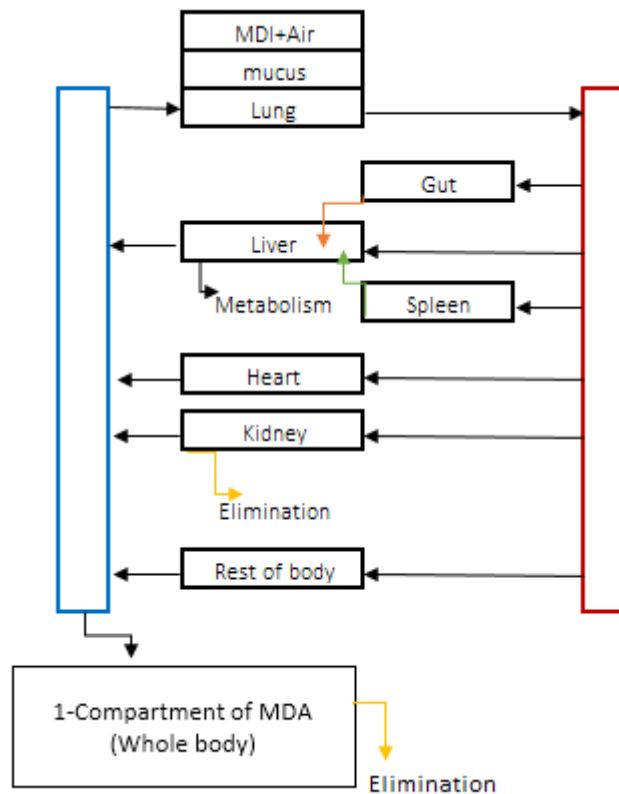 MDI+Air
mucus
Lung
Gut
Liver
Metabolism
Spleen
Heart
Kidney
Elimination
Rest of body
1-Compartment of MDA
(Whole body)
Elimination